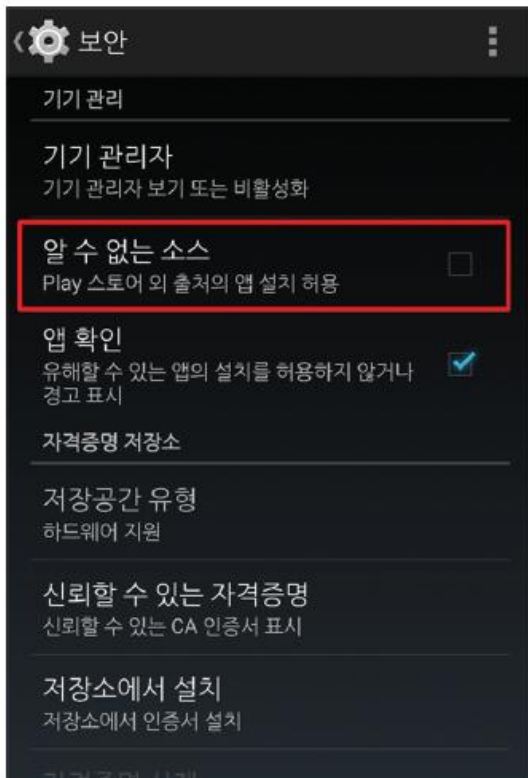 보안
기기 관리
기기 관리자
기기 관리자 보기 또는 비활성화
알 수 없는 소스
Play 스토어 외 출처의 앱 설치 허용
앱 확인
유해할 수 있는 앱의 설치를 허용하지 않거나
경고 표시
자격증명 저장소
저장공간 유형
하드웨어 지원
신뢰할 수 있는 자격증명
신뢰할 수 있는 CA 인증서 표시
저장소에서 설치
저장소에서 인증서 설치